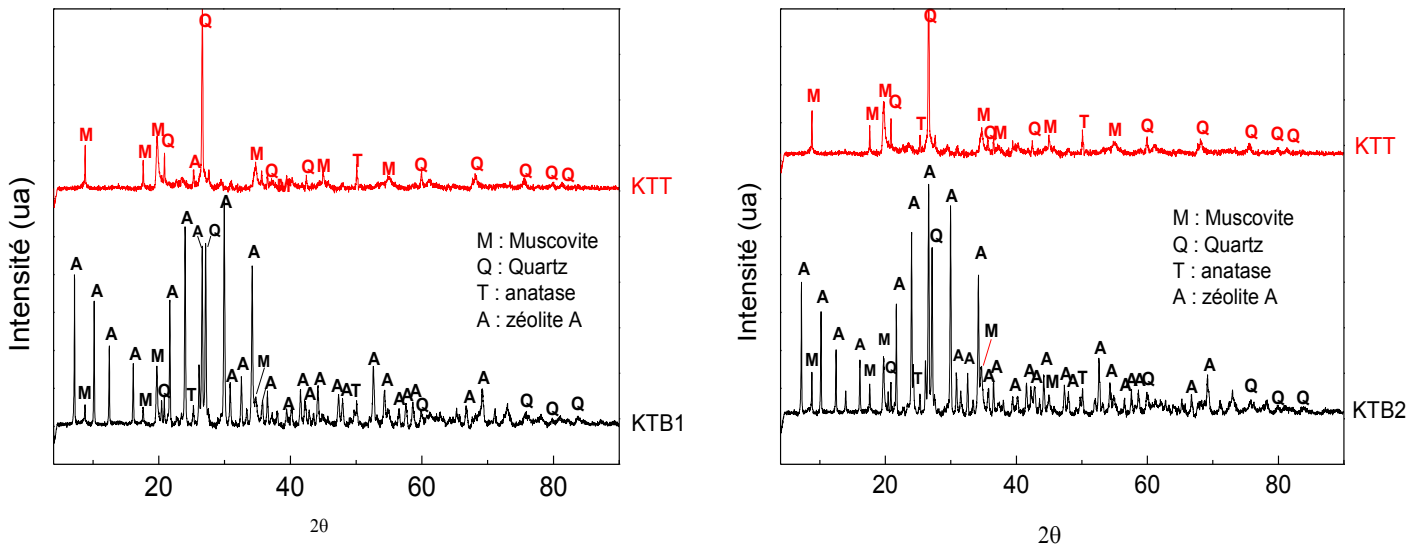 Q
M M M Q A M Q Q M T M Q Q Q Q Q
KTT
A A A A A A A Q A A
M : Muscovite
Q : Quartz
T : anatase
A : zéolite A
M M M Q T A A M A A A A A A T A A A A A Q A A Q Q Q
KTB1
Intensité (ua)
20 40 60 80
2θ
Q
M M M Q T M Q M Q M T M Q Q Q Q Q
KTT
A A A A A A A Q A
M : Muscovite
Q : Quartz
T : anatase
A : zéolite A
M M M Q T A A M A A A A A M A A T A A A A Q A A Q Q Q
KTB2
Intensité (ua)
20 40 60 80
2θ